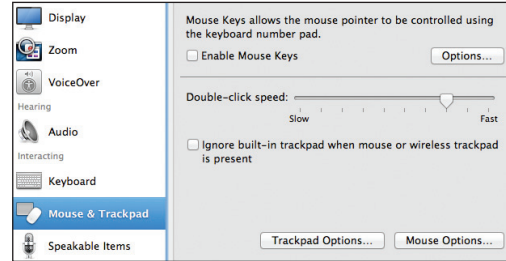 Display
Zoom
VoiceOver
Hearing
Audio
Interacting
Keyboard
Mouse & Trackpad
Speakable Items
Mouse Keys allows the mouse pointer to be controlled using
the keyboard number pad.
Enable Mouse Keys
Options...
Double-click speed:
Slow
Fast
Ignore built-in trackpad when mouse or wireless trackpad
is present
Trackpad Options...
Mouse Options...